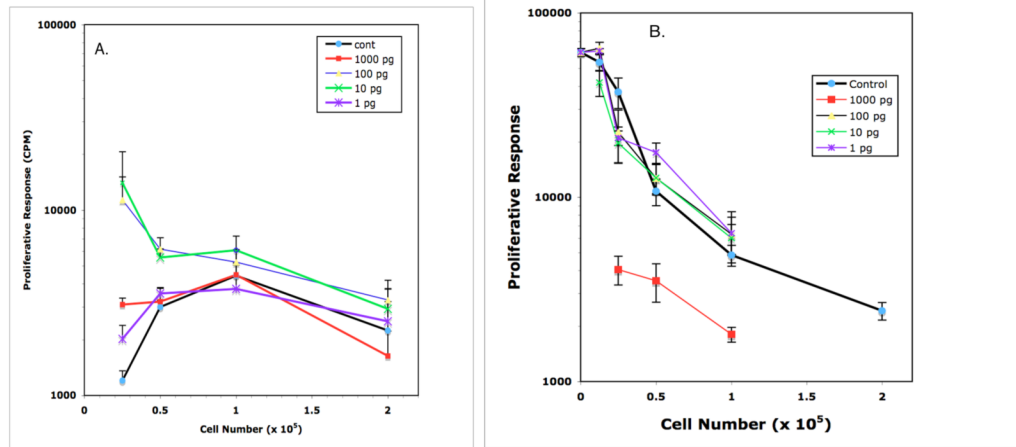 A.
100000
10000
1000
Proliferative Response (CPM)
cont
1000 pg
100 pg
10 pg
1 pg
0 0.5 1 1.5 2
Cell Number (x 10⁵)
B.
100000
10000
1000
Proliferative Response
Control
1000 pg
100 pg
10 pg
1 pg
0 0.5 1 1.5 2
Cell Number (x 10⁵)